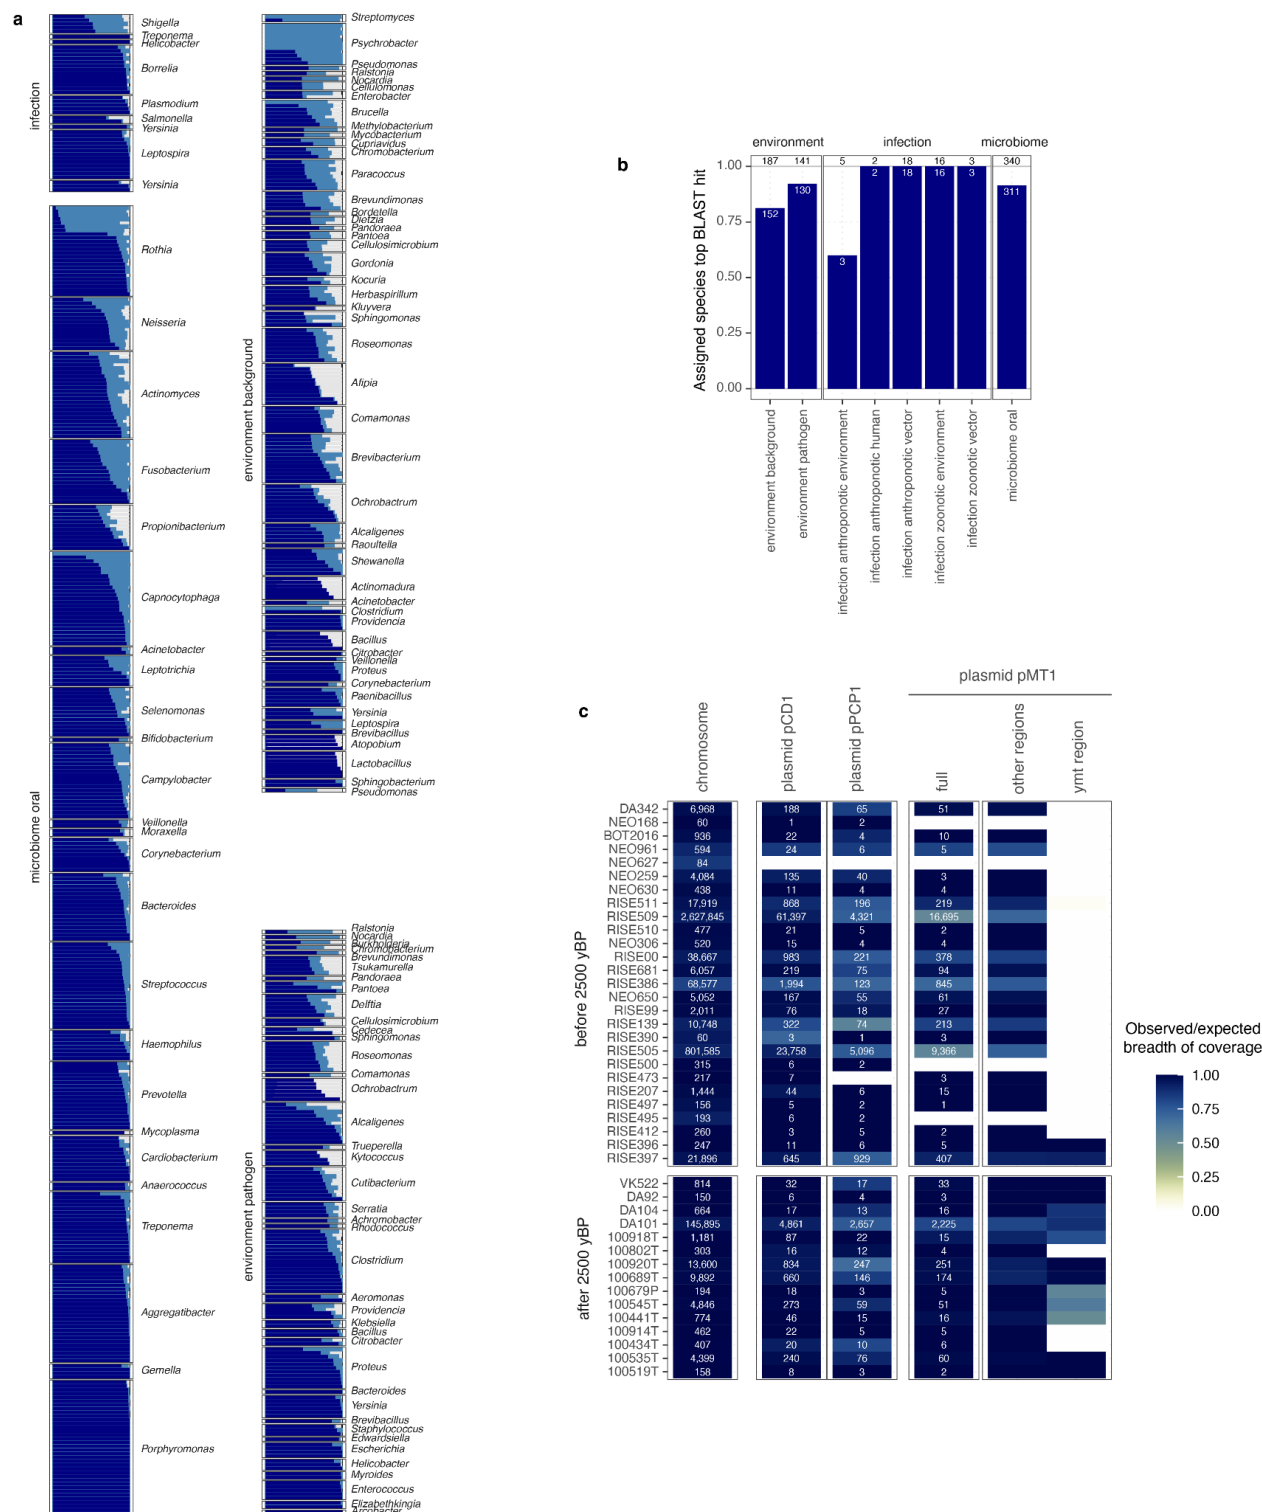 a
infection
Shigella
Treponema
Helicobacter
Borrelia
Plasmodium
Salmonella
Yersinia
Leptospira
Yersinia
microbiome oral
Rothia
Neisseria
Actinomyces
Fusobacterium
Propionibacterium
Capnocytophaga
Acinetobacter
Leptotrichia
Selenomonas
Bifidobacterium
Campylobacter
Veillonella
Moraxella
Corynebacterium
Bacteroides
Streptococcus
Haemophilus
Prevotella
Mycoplasma
Cardiobacterium
Anaerococcus
Treponema
Aggregatibacter
Gemella
Porphyromonas
environment background
Streptomyces
Psychrobacter
Pseudomonas
Ralstonia
Nocardia
Cellulomonas
Enterobacter
Brucella
Methylobacterium
Mycobacterium
Cupriavidus
Chromobacterium
Paracoccus
Brevundimonas
Bordetella
Dietzia
Pandoraea
Pantoea
Cellulosimicrobium
Gordonia
Kocuria
Herbaspirillum
Kluyvera
Sphingomonas
Roseomonas
Afipia
Comamonas
Brevibacterium
Ochrobactrum
Alcaligenes
Raoultella
Shewanella
Actinomadura
Acinetobacter
Clostridium
Providencia
Bacillus
Citrobacter
Veillonella
Proteus
Corynebacterium
Paenibacillus
Yersinia
Leptospira
Brevibacillus
Atopobium
Lactobacillus
Sphingobacterium
Pseudomonas
environment pathogen
Ralstonia
Nocardia
Burkholderia
Chromobacterium
Brevundimonas
Tsukamurella
Pandoraea
Pantoea
Delftia
Cellulosimicrobium
Cedecea
Sphingomonas
Roseomonas
Comamonas
Ochrobactrum
Alcaligenes
Trueperella
Kytococcus
Cutibacterium
Serratia
Achromobacter
Rhodococcus
Clostridium
Aeromonas
Providencia
Klebsiella
Bacillus
Citrobacter
Proteus
Bacteroides
Yersinia
Brevibacillus
Staphylococcus
Edwardsiella
Escherichia
Helicobacter
Myroides
Enterococcus
Elizabethkingia
Arcobacter
b
environment infection microbiome
187 141 5 2 18 16 3 340
152 130 3 2 18 16 3 311
Assigned species top BLAST hit
1.00
0.75
0.50
0.25
0.00
environment background
environment pathogen
infection anthroponotic environment
infection anthroponotic human
infection anthroponotic vector
infection zoonotic environment
infection zoonotic vector
microbiome oral
c
plasmid pMT1
chromosome
plasmid pCD1
plasmid pPCP1
full
other regions
ymt region
before 2500 yBP
DA342 6,968 188 65 51
NEO168 60 1 2
BOT2016 936 22 4 10
NEO961 594 24 6 5
NEO627 84
NEO259 4,084 135 40 3
NEO630 438 11 4 4
RISE511 17,919 868 196 219
RISE509 2,627,845 61,397 4,321 16,695
RISE510 477 21 5 2
NEO306 520 15 4 4
RISE00 38,667 983 221 378
RISE681 6,057 219 75 94
RISE386 68,577 1,994 123 845
NEO650 5,052 167 55 61
RISE99 2,011 76 18 27
RISE139 10,748 322 74 213
RISE390 60 3 1 3
RISE505 801,585 23,758 5,096 9,366
RISE500 315 6 2
RISE473 217 7 3
RISE207 1,444 44 6 15
RISE497 156 5 2 1
RISE495 193 6 2
RISE412 260 3 5 2
RISE396 247 11 6 5
RISE397 21,896 645 929 407
after 2500 yBP
VK522 814 32 17 33
DA92 150 6 4 3
DA104 664 17 13 16
DA101 145,895 4,861 2,657 2,225
100918T 1,181 87 22 15
100802T 303 16 12 4
100920T 13,600 834 247 251
100689T 9,892 660 146 174
100679P 194 18 3 5
100545T 4,846 273 59 51
100441T 774 46 15 16
100914T 462 22 5 5
100434T 407 20 10 6
100535T 4,399 240 76 60
100519T 158 8 3 2
Observed/expected
breadth of coverage
1.00
0.75
0.50
0.25
0.00